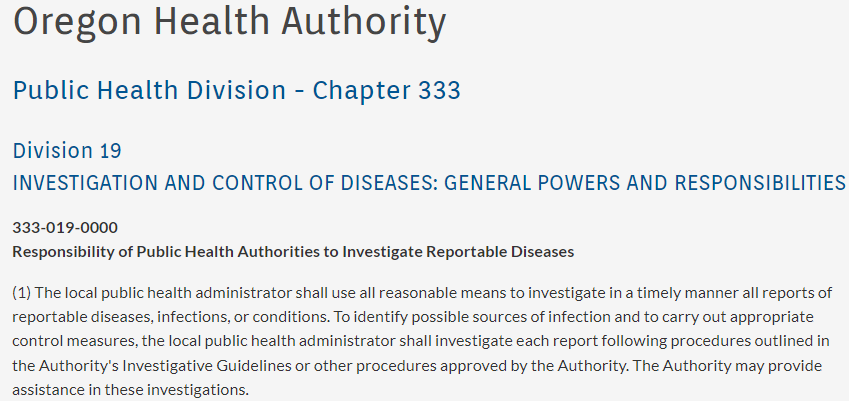 Oregon Health Authority
Public Health Division - Chapter 333
Division 19
INVESTIGATION AND CONTROL OF DISEASES: GENERAL POWERS AND RESPONSIBILITIES
333-019-0000
Responsibility of Public Health Authorities to Investigate Reportable Diseases
(1) The local public health administrator shall use all reasonable means to investigate in a timely manner all reports of
reportable diseases, infections, or conditions. To identify possible sources of infection and to carry out appropriate
control measures, the local public health administrator shall investigate each report following procedures outlined in
the Authority's Investigative Guidelines or other procedures approved by the Authority. The Authority may provide
assistance in these investigations.